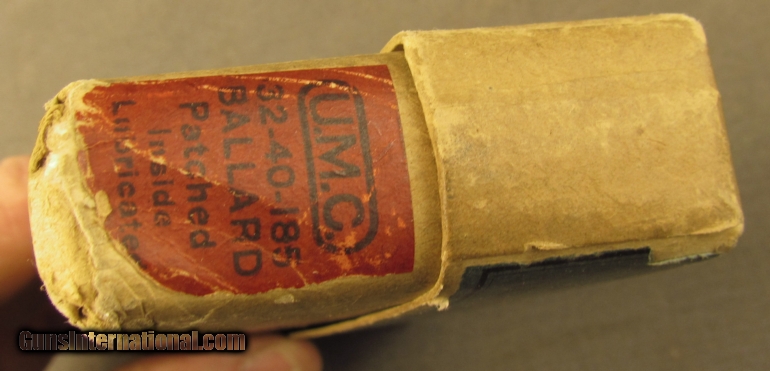 U.M.C.
32-40-185
BALLARD
Patched
Inside
Lubricated
GunsInternational.com